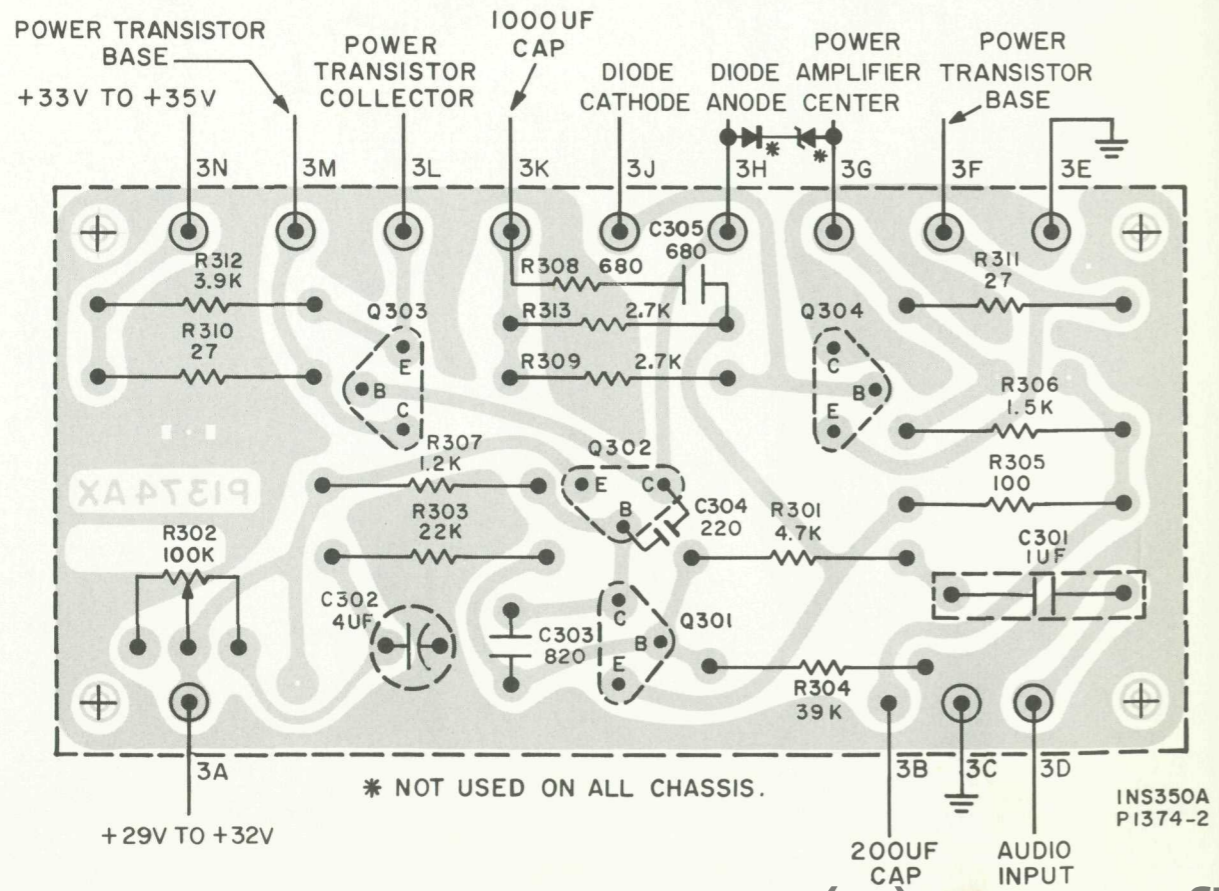 POWER TRANSISTOR
BASE
+33V TO +35V
POWER
TRANSISTOR
COLLECTOR
1000UF
CAP
DIODE
CATHODE
DIODE
ANODE
POWER
AMPLIFIER
CENTER
POWER
TRANSISTOR
BASE
* *
3N 3M 3L 3K 3J 3H 3G 3F 3E
R312
3.9K
R310
27
Q303
E
B
C
R308 680
C305
680
R313 2.7K
R309 2.7K
Q304
C
B
E
R311
27
R306
1.5K
R305
100
R307
1.2K
R303
22K
Q302
E C
B
C304
220
R301
4.7K
C301
1UF
P1374AX
R302
100K
C302
4UF
C303
820
Q301
C
B
E
R304
39K
3A 3B 3C 3D
* NOT USED ON ALL CHASSIS.
+29V TO +32V
200UF
CAP
AUDIO
INPUT
INS350A
P1374-2